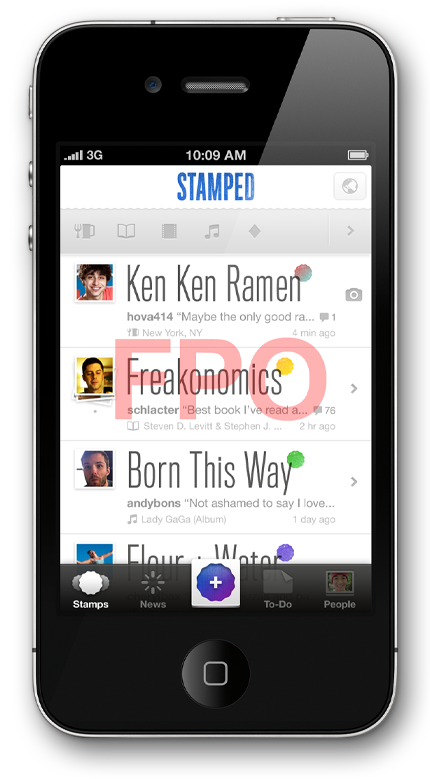 3G 10:09 AM
STAMPED
Ken Ken Ramen
hova414 “Maybe the only good ra... 1
New York, NY 4 min ago
FPO
Freakonomics
schlacter “Best book I've read a... 76
Steven D. Levitt & Stephen J. ... 2 hr ago
Born This Way
andybons “Not ashamed to say I love...
Lady GaGa (Album) 1 day ago
Flour + Water
Stamps News To-Do People